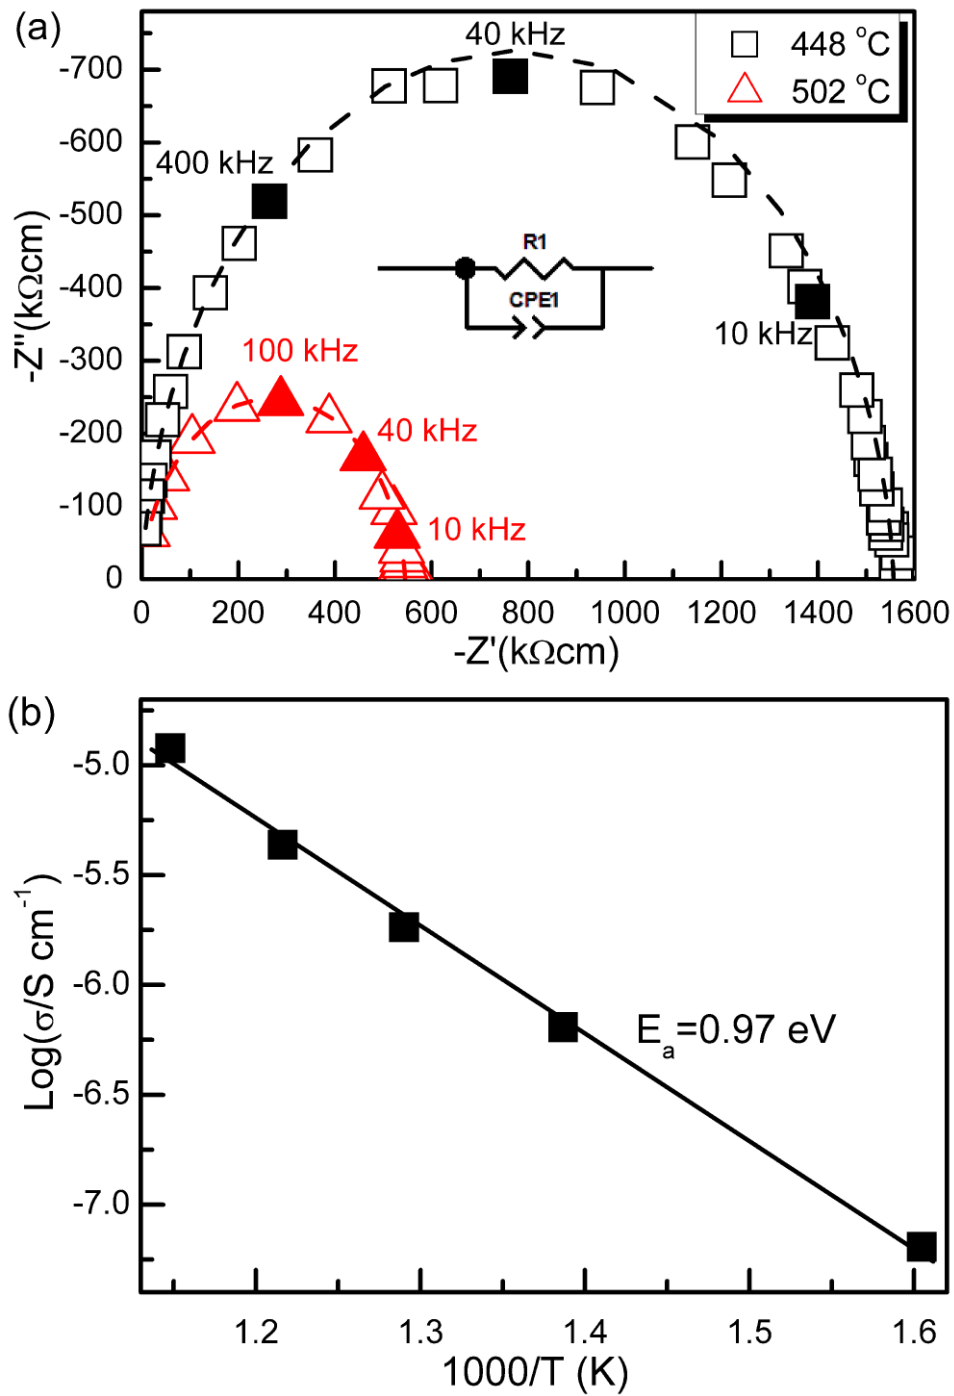 (a)
40 kHz
448 °C
502 °C
-700
-600
-500
-400
-300
-200
-100
0
-Z''(kΩcm)
400 kHz
R1
CPE1
10 kHz
100 kHz
40 kHz
10 kHz
0 200 400 600 800 1000 1200 1400 1600
-Z'(kΩcm)
(b)
-5.0
-5.5
-6.0
-6.5
-7.0
Log(σ/S cm⁻¹)
Eₐ=0.97 eV
1.2 1.3 1.4 1.5 1.6
1000/T (K)